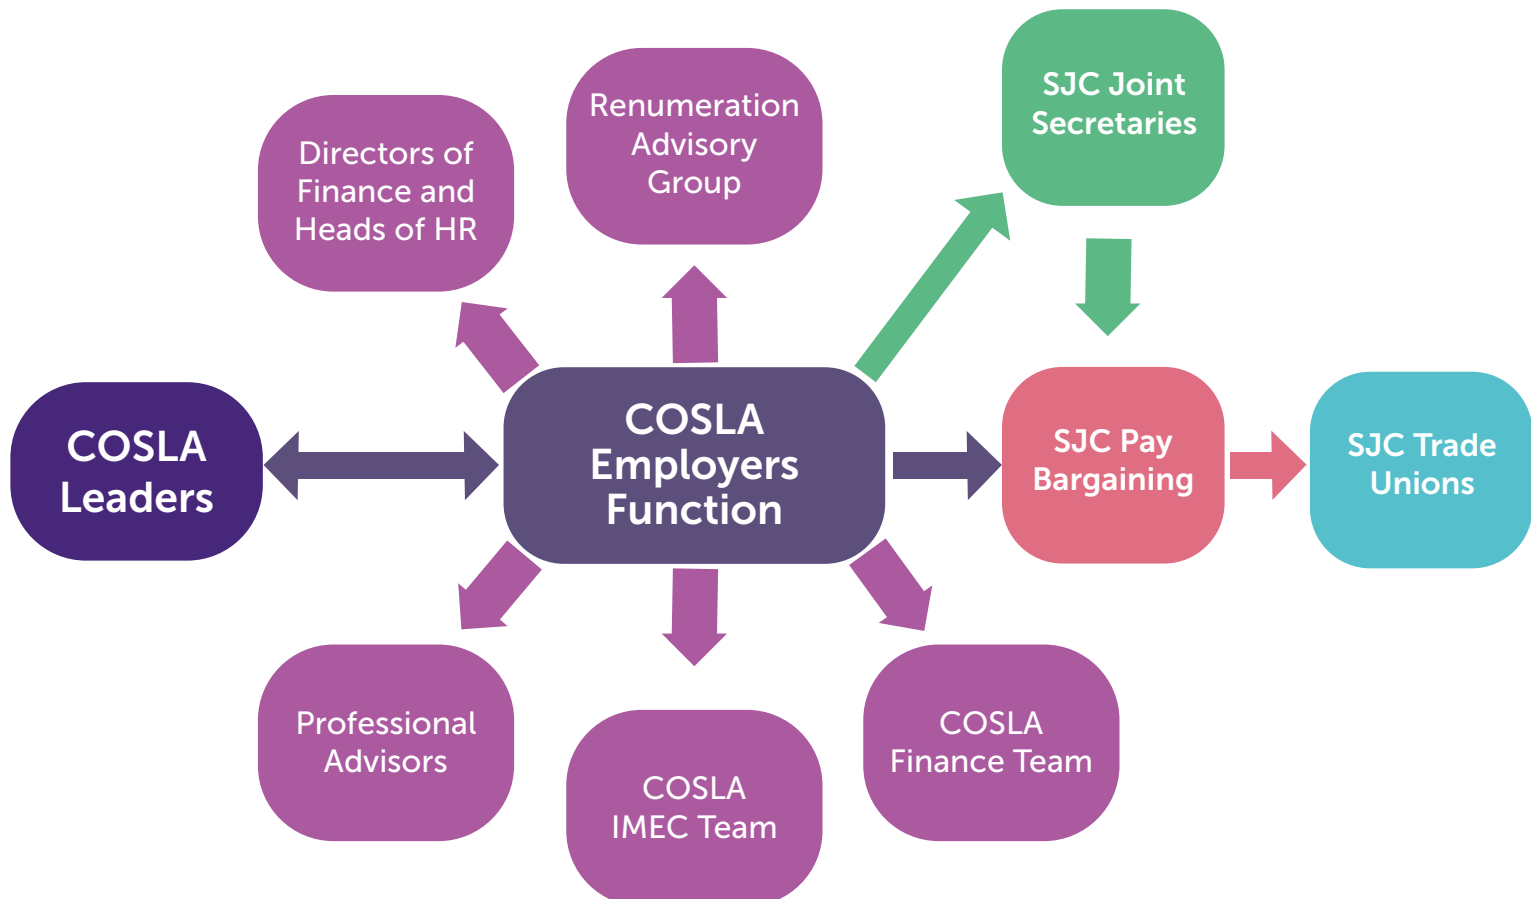 SJC Joint
Secretaries
Renumeration
Advisory
Group
Directors of
Finance and
Heads of HR
COSLA
Leaders
COSLA
Employers
Function
SJC Pay
Bargaining
SJC Trade
Unions
Professional
Advisors
COSLA
IMEC Team
COSLA
Finance Team